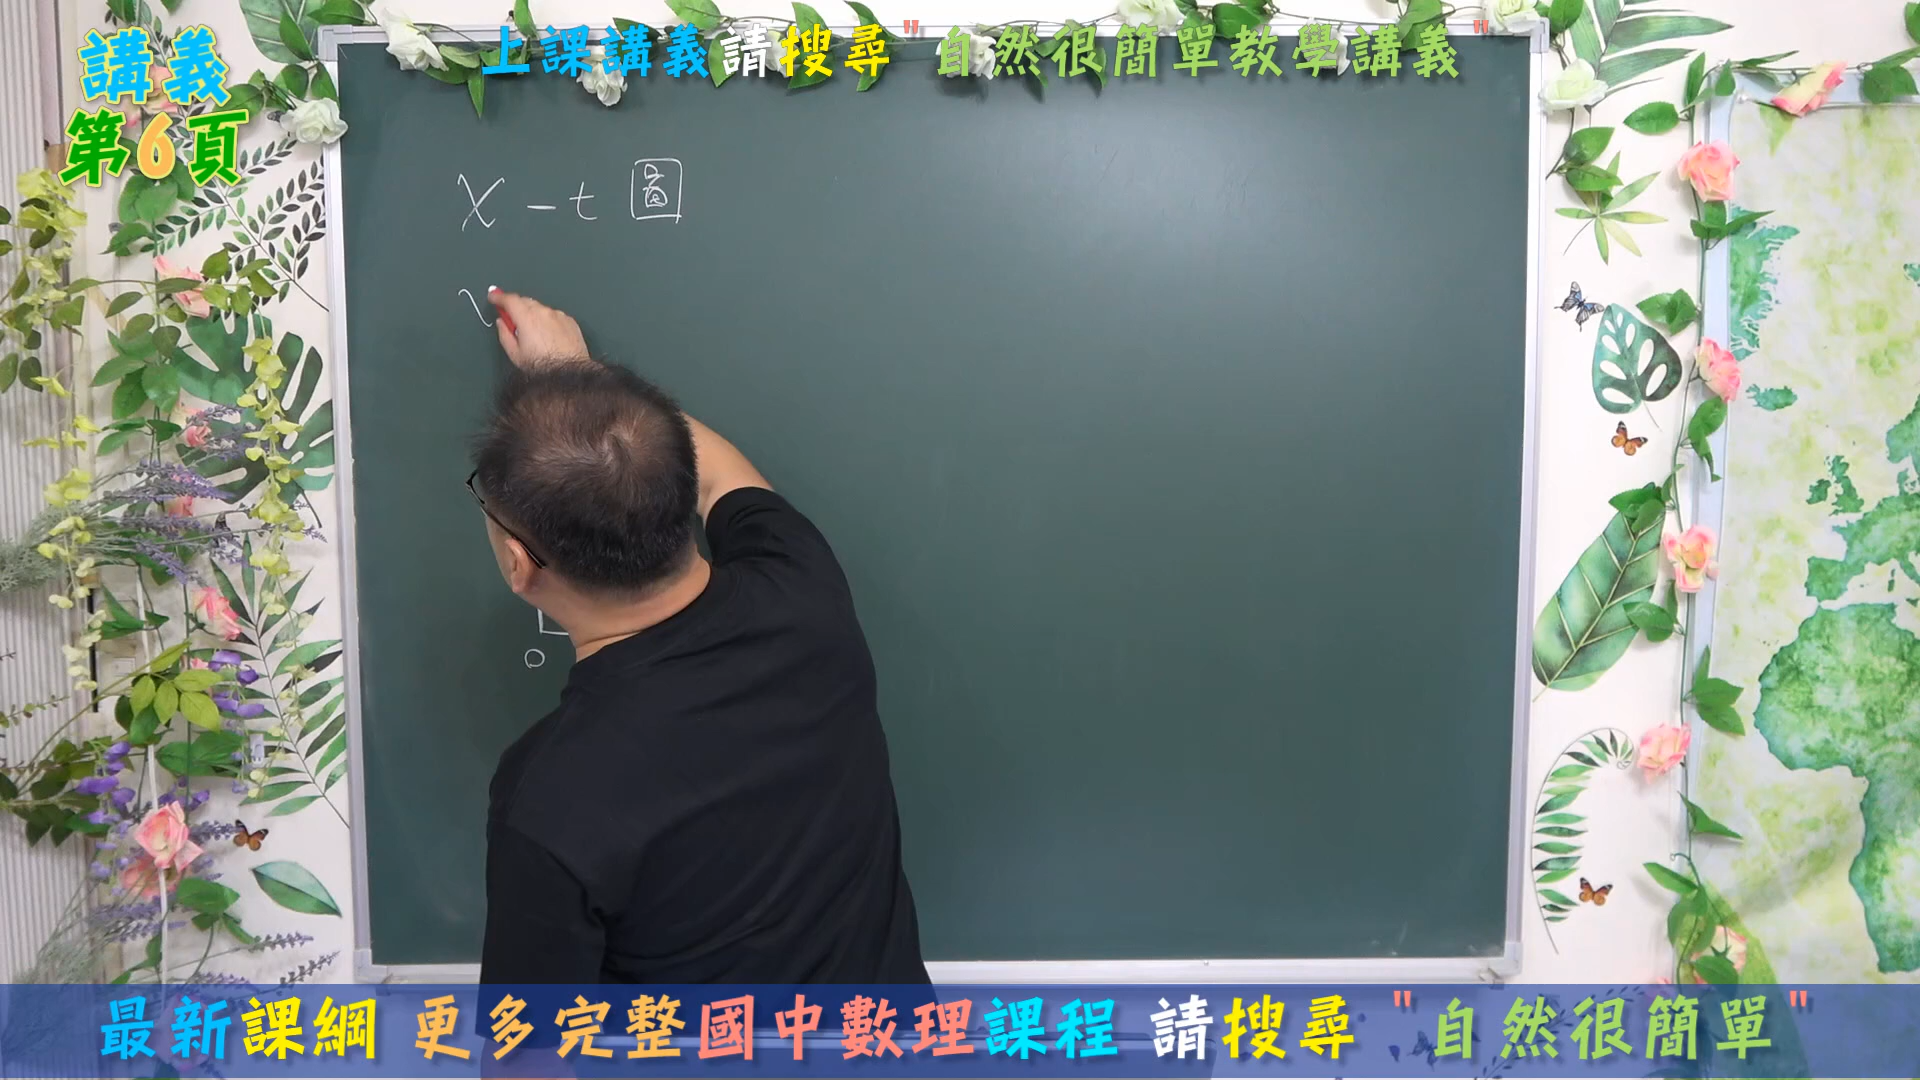 講義
第6頁
上課講義請搜尋"自然很簡單教學講義"
X - t 圖
0
最新課綱 更多完整國中數理課程 請搜尋"自然很簡單"